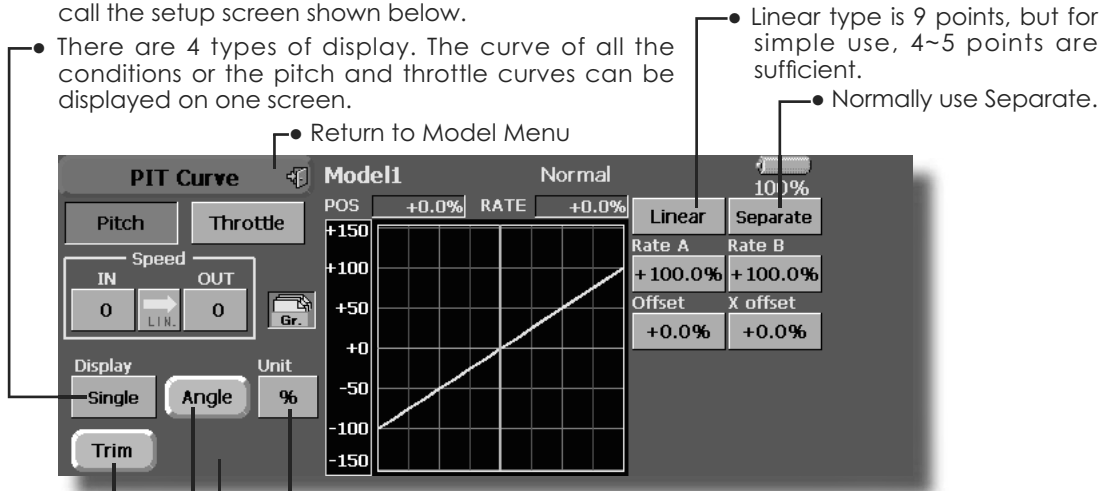 call the setup screen shown below.
● There are 4 types of display. The curve of all the
conditions or the pitch and throttle curves can be
displayed on one screen.
● Return to Model Menu
● Linear type is 9 points, but for
simple use, 4~5 points are
sufficient.
● Normally use Separate.
PIT Curve
Model1 Normal 100%
Pitch Throttle
POS +0.0% RATE +0.0%
Linear Separate
Speed
IN OUT
0 LIN. 0
Gr.
Rate A Rate B
+100.0% +100.0%
Offset X offset
+0.0% +0.0%
Display Unit
Single Angle %
Trim
+150
+100
+50
+0
-50
-100
-150